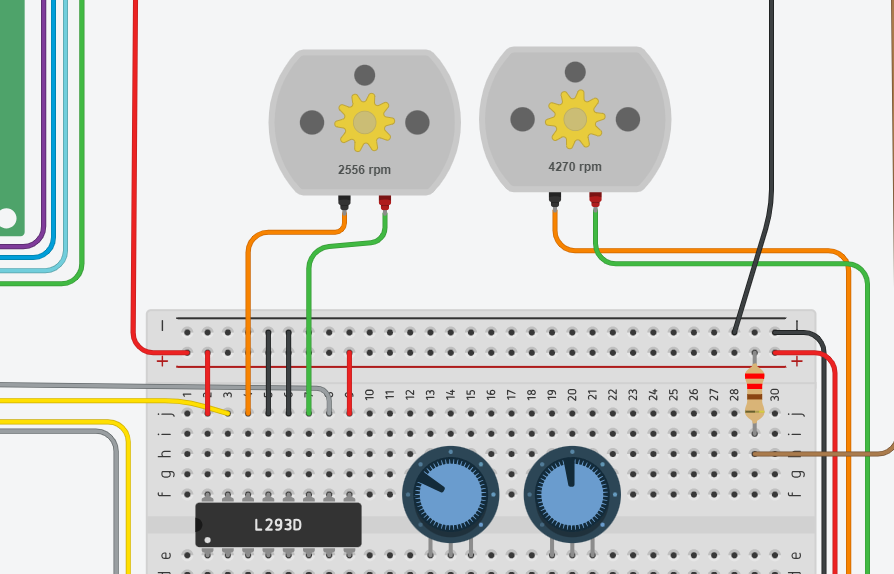 2556 rpm
4270 rpm
– –
+ +
1 2 3 4 5 6 7 8 9 10 11 12 13 14 15 16 17 18 19 20 21 22 23 24 25 26 27 28 29 30
j j
i i
h h
g g
f f
L293D
e e
d d